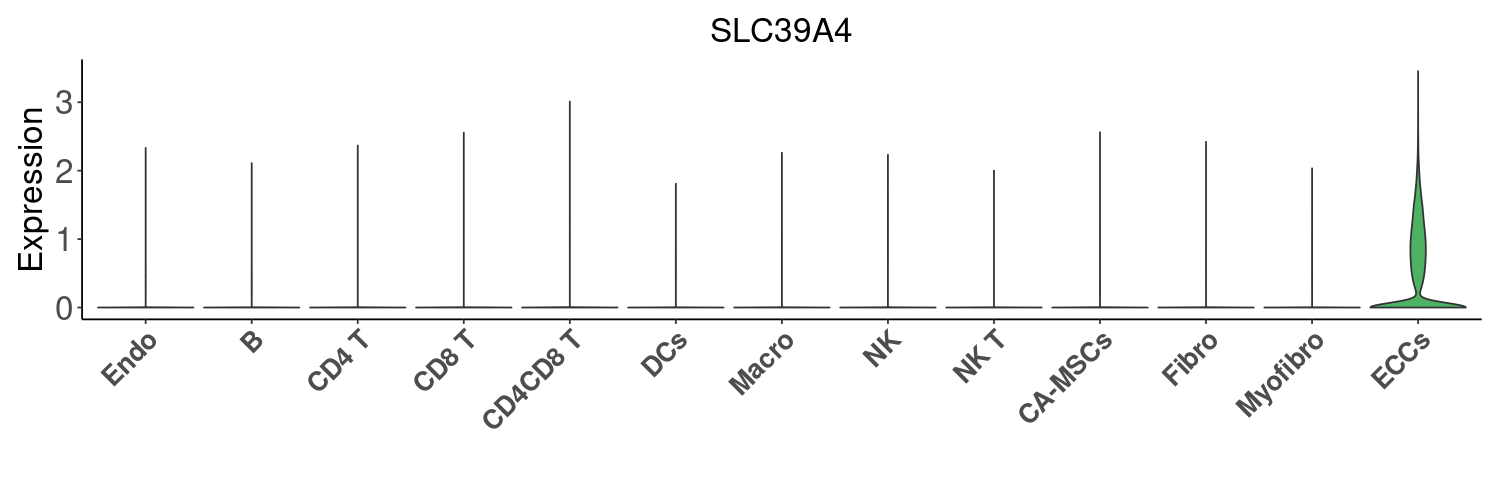 SLC39A4
Expression
3
2
1
0
Endo
B
CD4 T
CD8 T
CD4CD8 T
DCs
Macro
NK
NK T
CA-MSCs
Fibro
Myofibro
ECCs